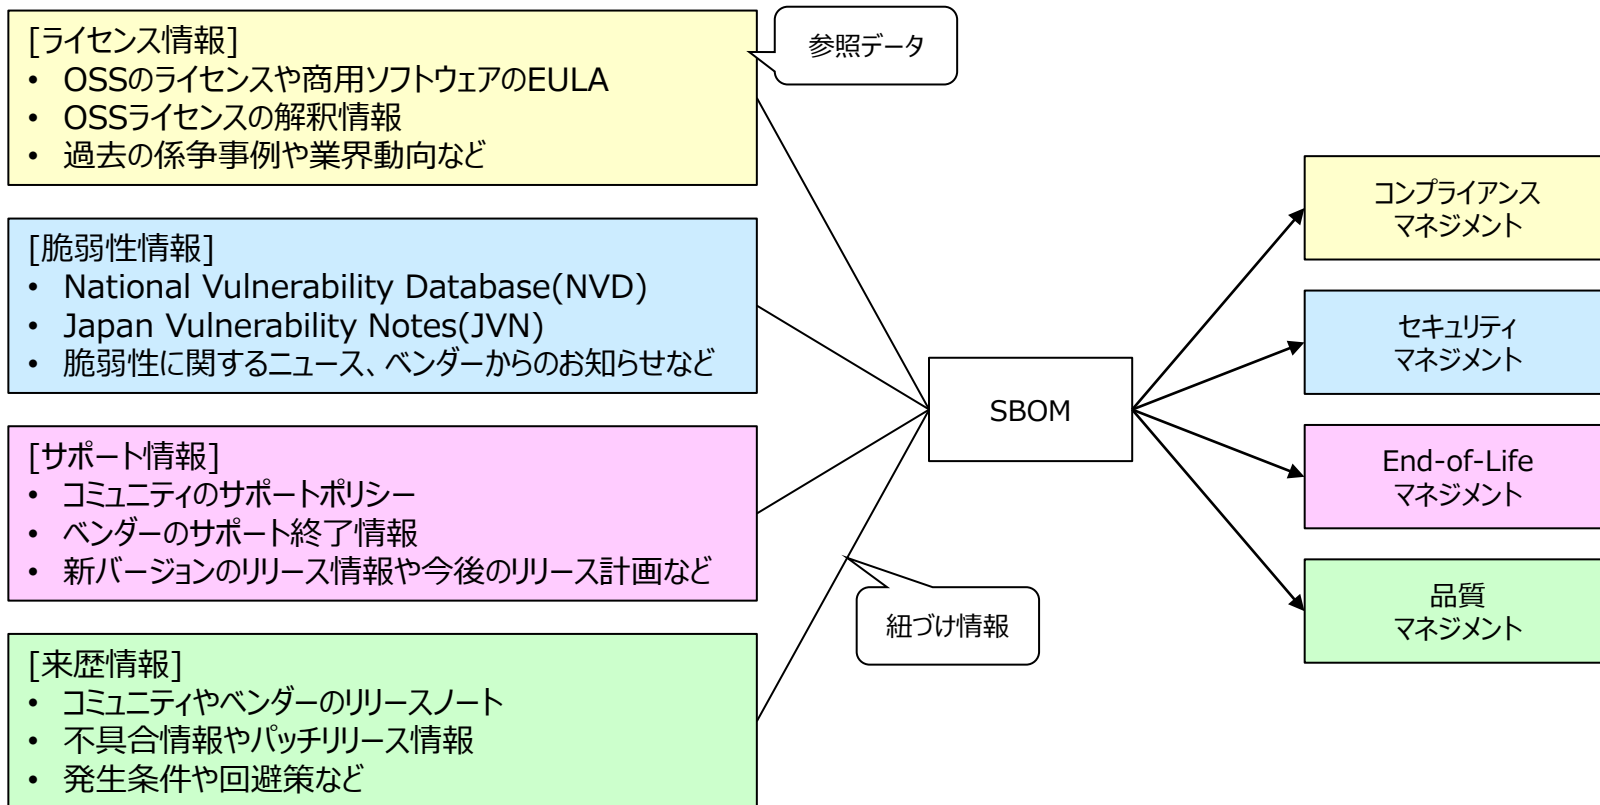 [ライセンス情報]
• OSSのライセンスや商用ソフトウェアのEULA
• OSSライセンスの解釈情報
• 過去の係争事例や業界動向など
参照データ
[脆弱性情報]
• National Vulnerability Database(NVD)
• Japan Vulnerability Notes(JVN)
• 脆弱性に関するニュース、ベンダーからのお知らせなど
[サポート情報]
• コミュニティのサポートポリシー
• ベンダーのサポート終了情報
• 新バージョンのリリース情報や今後のリリース計画など
[来歴情報]
• コミュニティやベンダーのリリースノート
• 不具合情報やパッチリリース情報
• 発生条件や回避策など
紐づけ情報
SBOM
コンプライアンス
マネジメント
セキュリティ
マネジメント
End-of-Life
マネジメント
品質
マネジメント